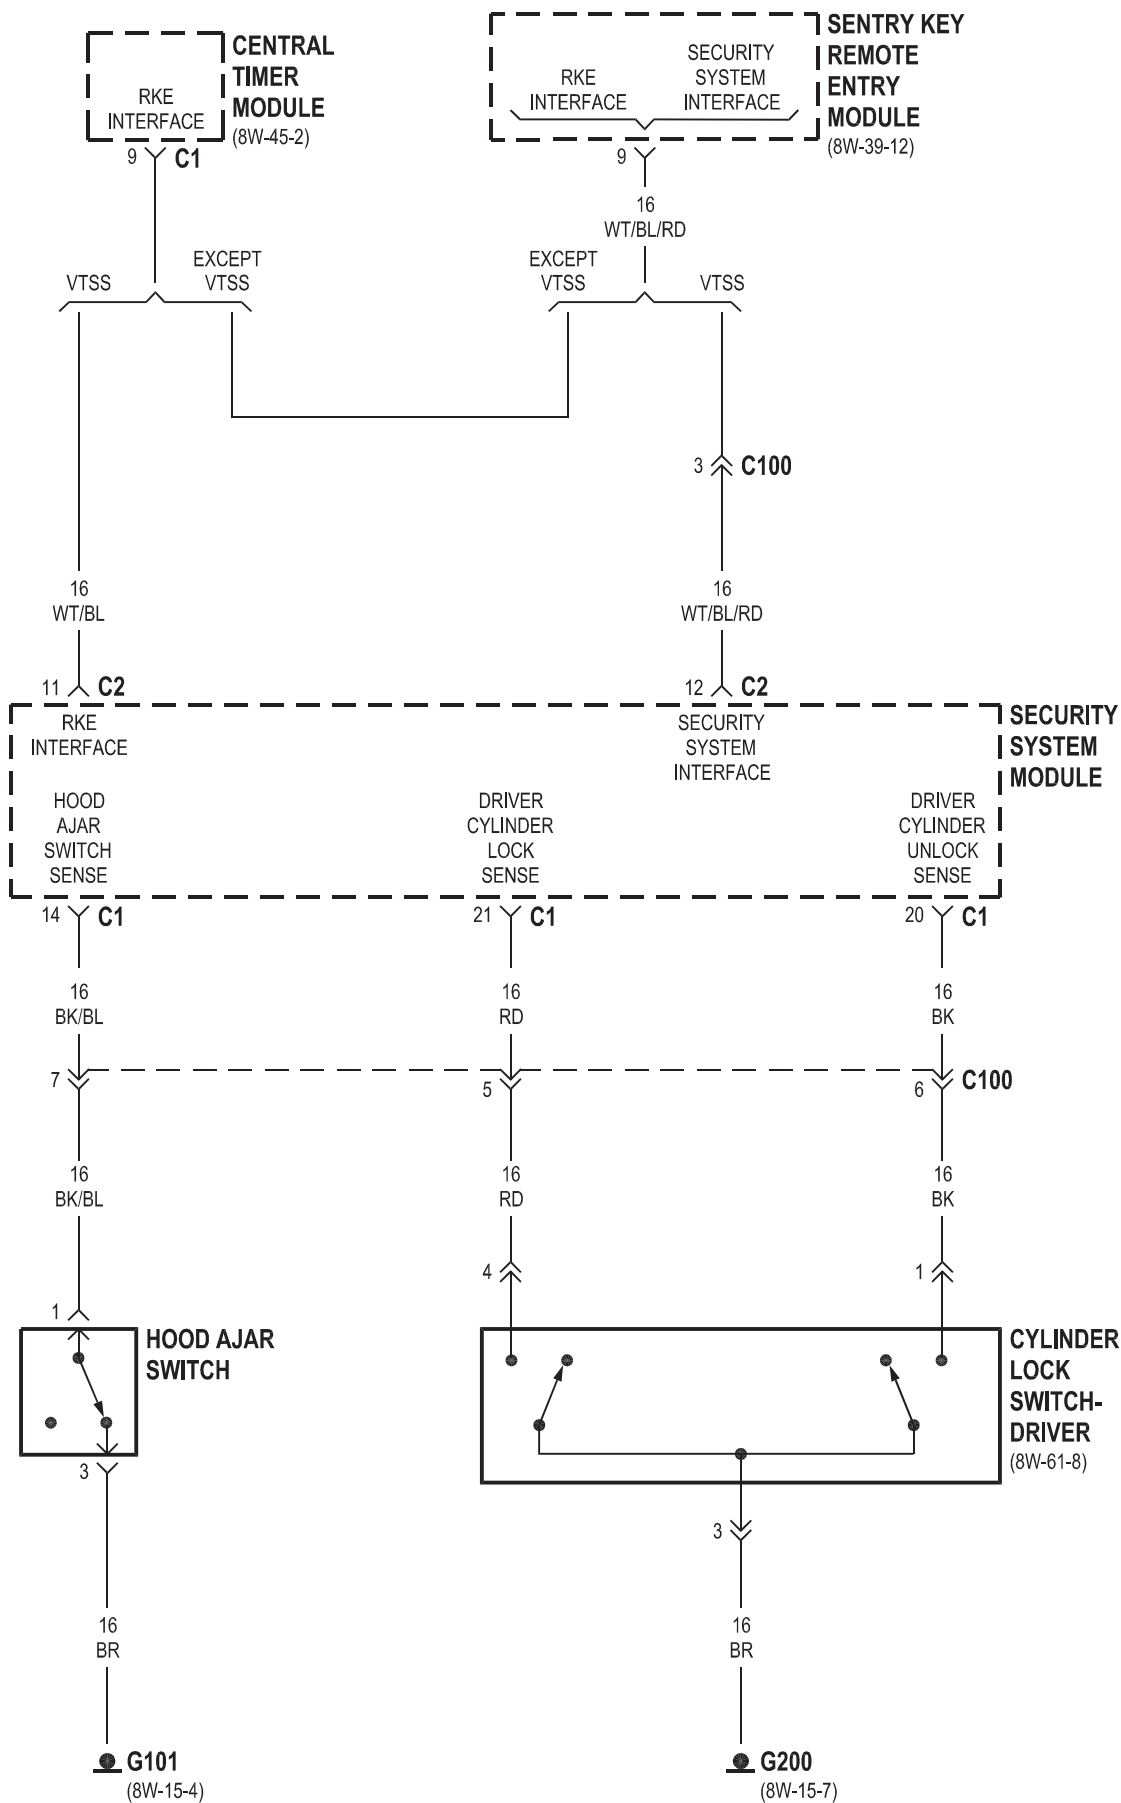 CENTRAL
TIMER
MODULE
(8W-45-2)
RKE
INTERFACE
9
C1
SENTRY KEY
REMOTE
ENTRY
MODULE
(8W-39-12)
RKE
INTERFACE
SECURITY
SYSTEM
INTERFACE
9
16
WT/BL/RD
VTSS
EXCEPT
VTSS
EXCEPT
VTSS
VTSS
3
C100
16
WT/BL
16
WT/BL/RD
11
C2
12
C2
RKE
INTERFACE
SECURITY
SYSTEM
INTERFACE
SECURITY
SYSTEM
MODULE
HOOD
AJAR
SWITCH
SENSE
DRIVER
CYLINDER
LOCK
SENSE
DRIVER
CYLINDER
UNLOCK
SENSE
14
C1
21
C1
20
C1
16
BK/BL
16
RD
16
BK
7
5
6
C100
16
BK/BL
16
RD
16
BK
1
4
1
HOOD AJAR
SWITCH
CYLINDER
LOCK
SWITCH-
DRIVER
(8W-61-8)
3
3
16
BR
16
BR
G101
(8W-15-4)
G200
(8W-15-7)